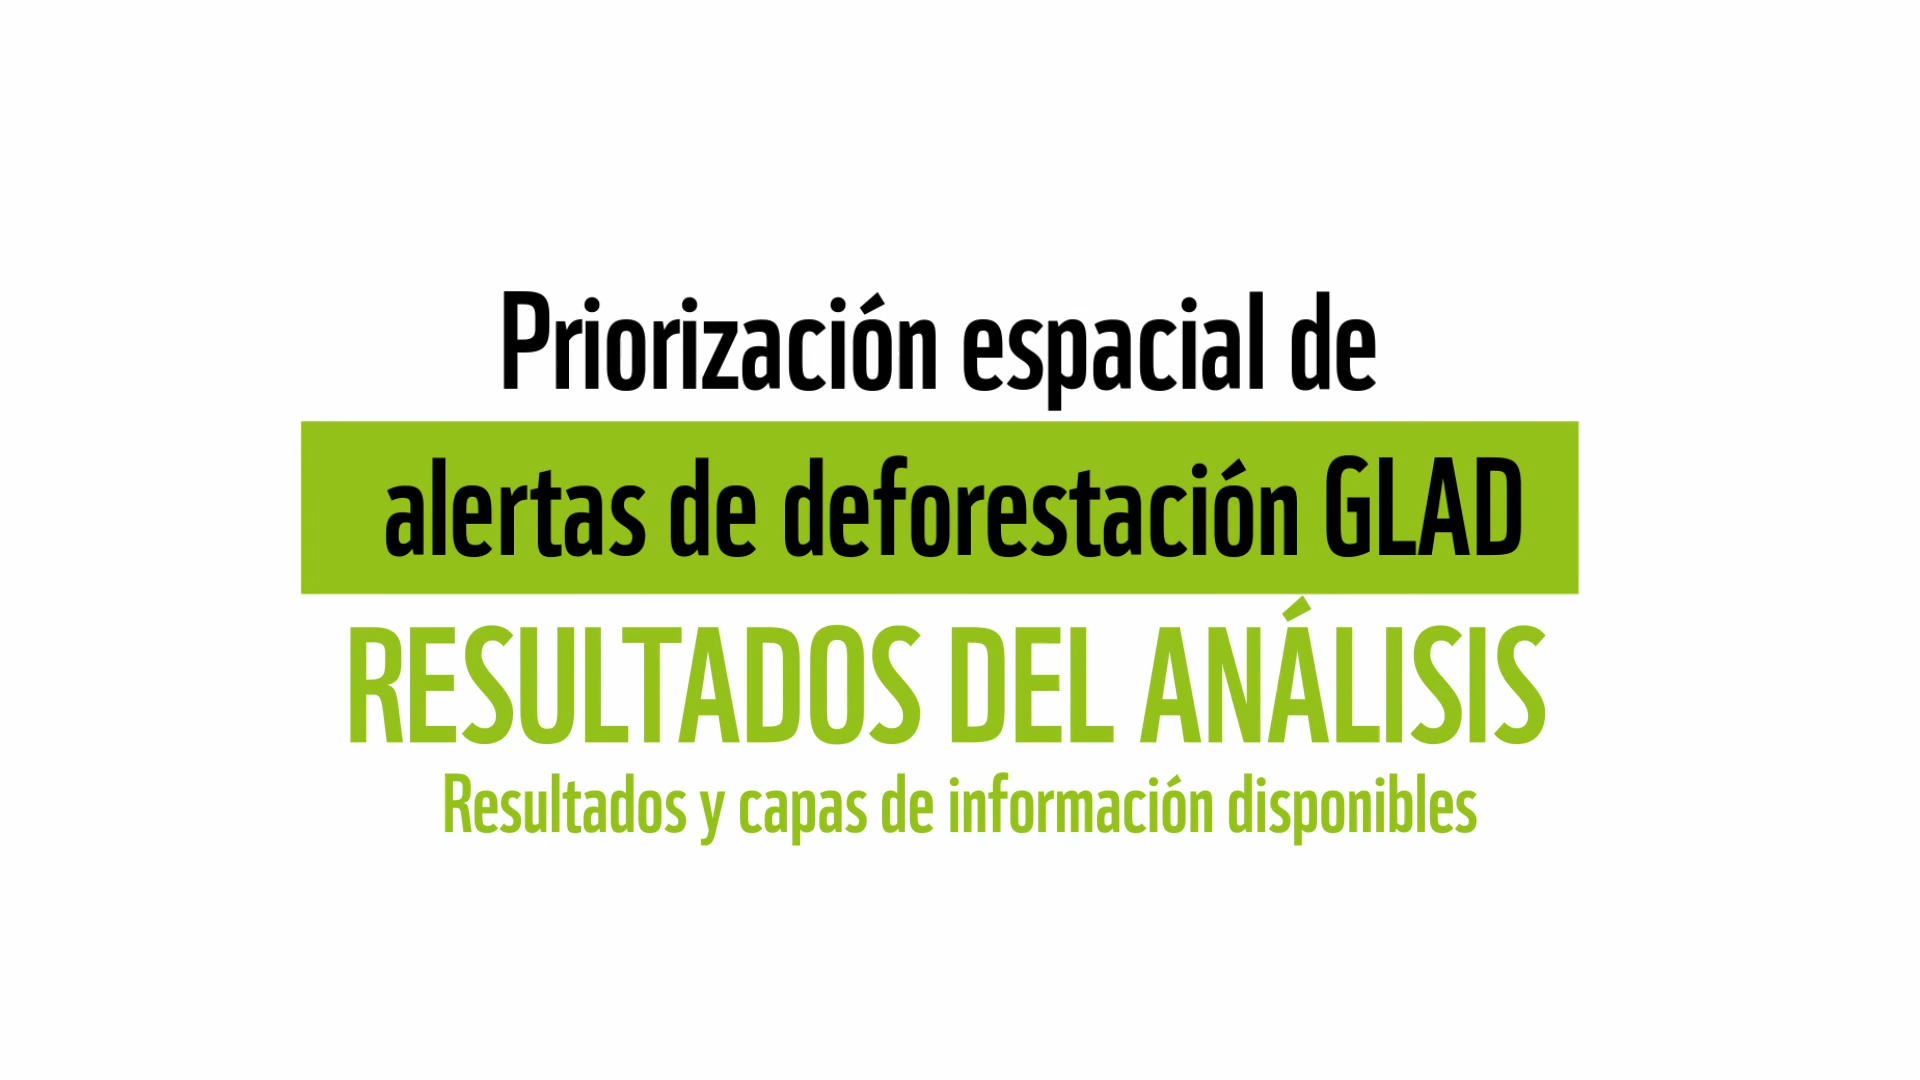 Priorización espacial de
alertas de deforestación GLAD
RESULTADOS DEL ANÁLISIS
Resultados y capas de información disponibles